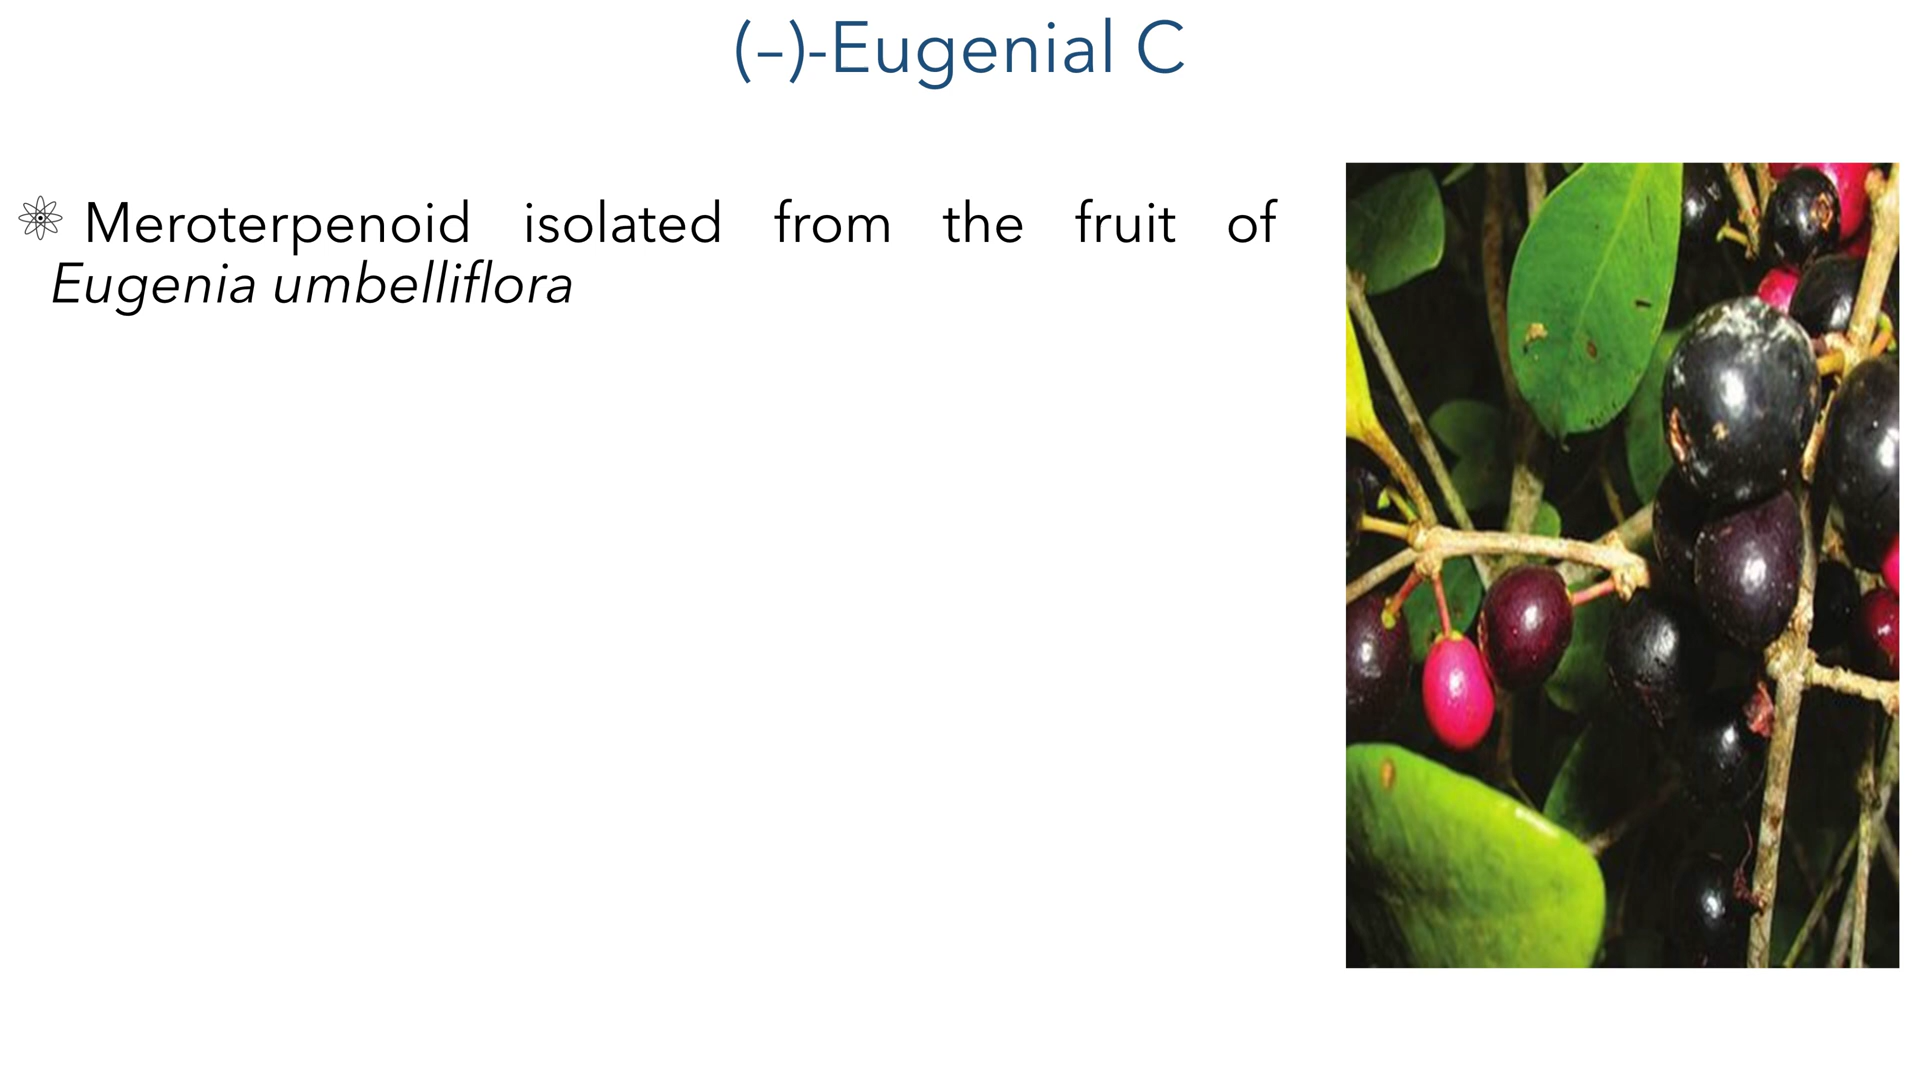 (–)-Eugenial C
Meroterpenoid isolated from the fruit of
Eugenia umbelliflora